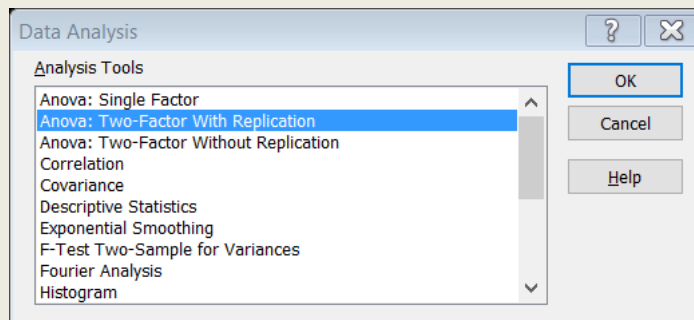 Data Analysis
?
Analysis Tools
Anova: Single Factor
Anova: Two-Factor With Replication
Anova: Two-Factor Without Replication
Correlation
Covariance
Descriptive Statistics
Exponential Smoothing
F-Test Two-Sample for Variances
Fourier Analysis
Histogram
OK
Cancel
Help